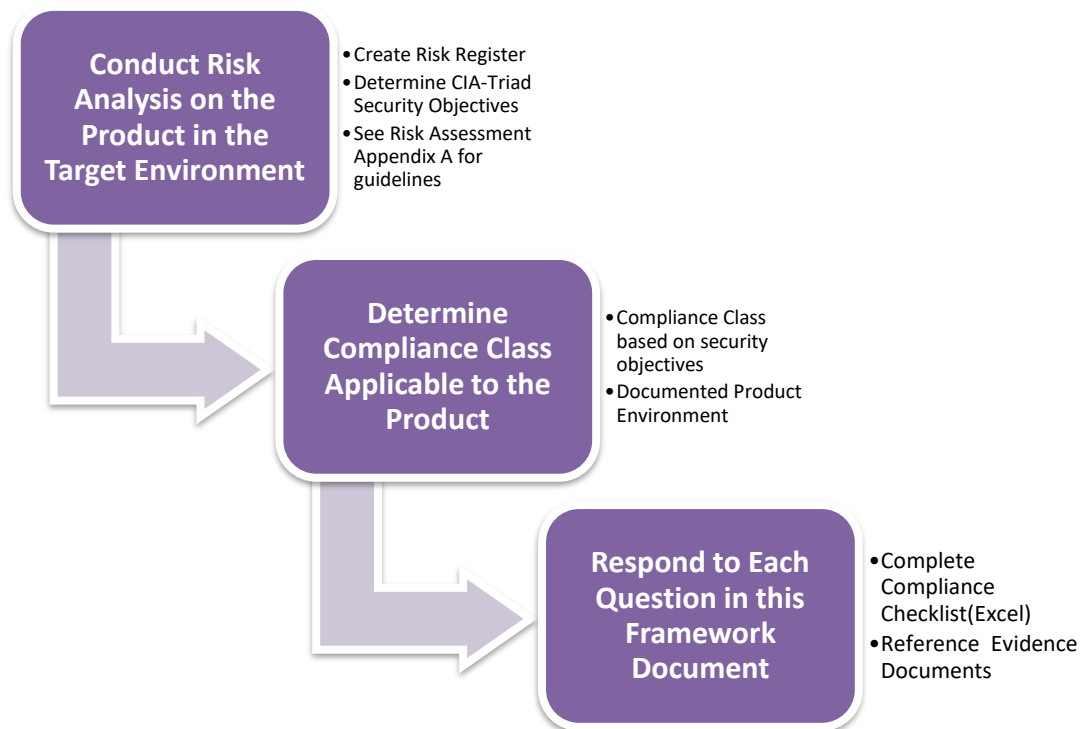 Conduct Risk
Analysis on the
Product in the
Target Environment
•Create Risk Register
•Determine CIA-Triad
Security Objectives
•See Risk Assessment
Appendix A for
guidelines
Determine
Compliance Class
Applicable to the
Product
•Compliance Class
based on security
objectives
•Documented Product
Environment
Respond to Each
Question in this
Framework
Document
•Complete
Compliance
Checklist(Excel)
•Reference Evidence
Documents